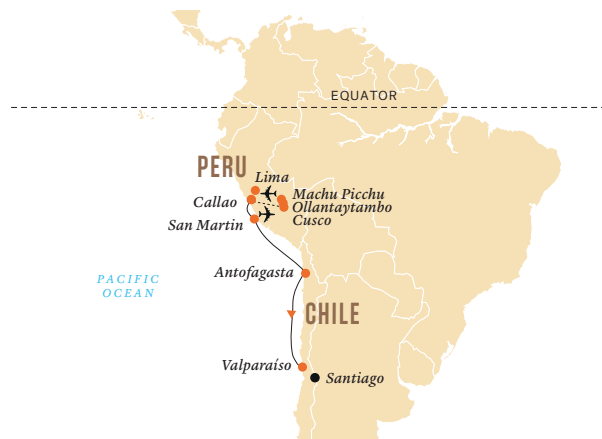 EQUATOR
PERU
Lima
Machu Picchu
Callao
Ollantaytambo
Cusco
San Martin
Antofagasta
PACIFIC
OCEAN
CHILE
Valparaíso
Santiago